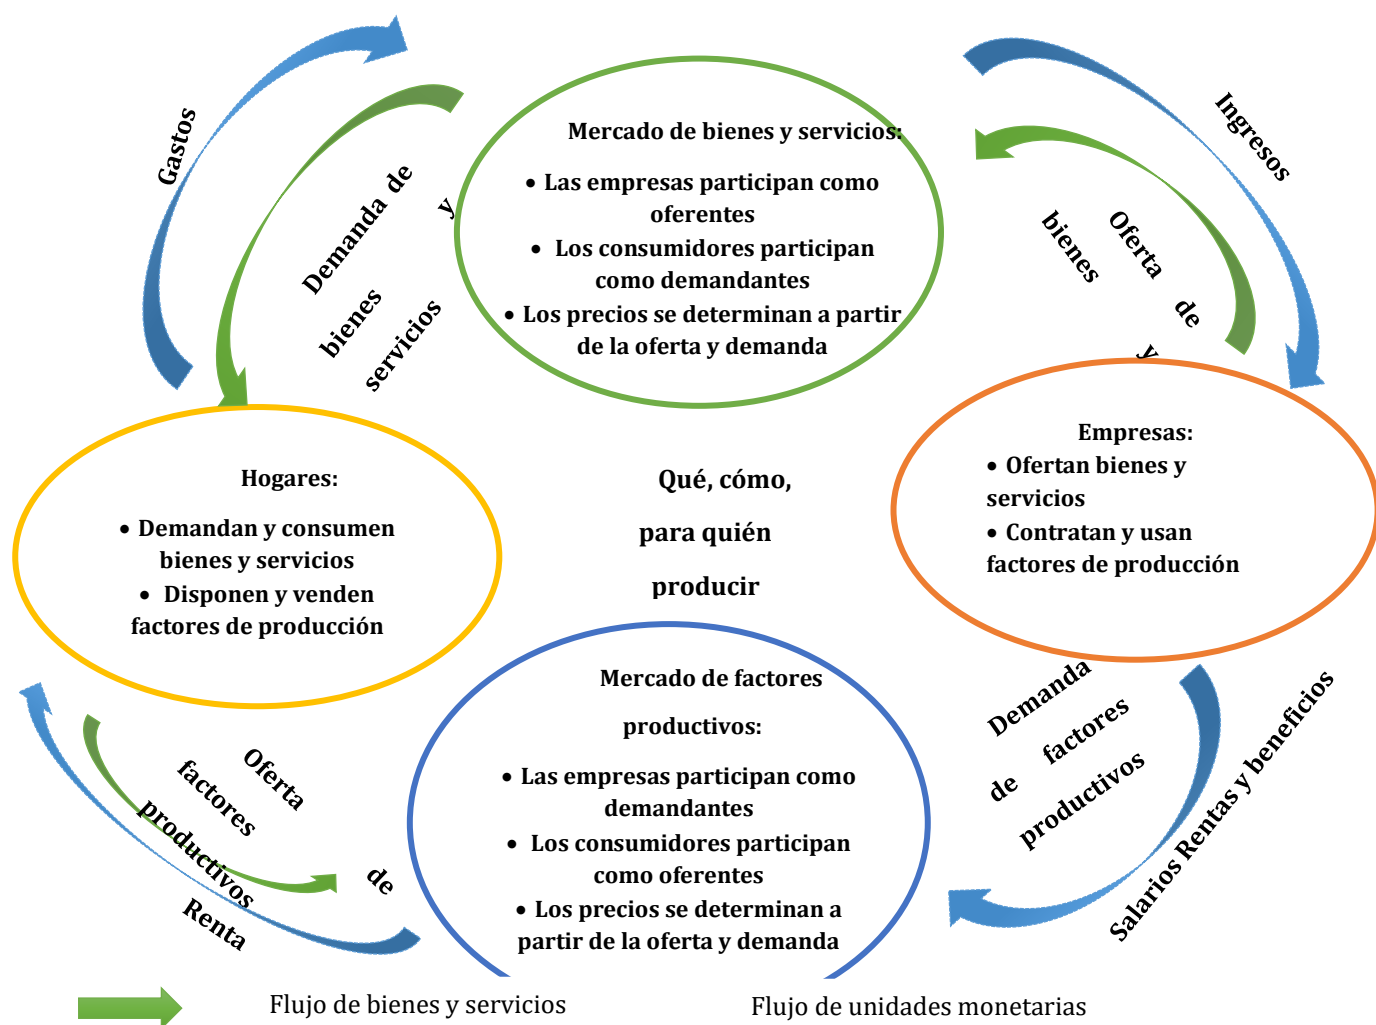 Gastos
Demanda de
bienes y
servicios
Mercado de bienes y servicios:
• Las empresas participan como
oferentes
• Los consumidores participan
como demandantes
• Los precios se determinan a partir
de la oferta y demanda
Ingresos
Oferta de
bienes y
Hogares:
• Demandan y consumen
bienes y servicios
• Disponen y venden
factores de producción
Qué, cómo,
para quién
producir
Empresas:
• Ofertan bienes y
servicios
• Contratan y usan
factores de producción
Oferta de
factores
productivos
Renta
Mercado de factores
productivos:
• Las empresas participan como
demandantes
• Los consumidores participan
como oferentes
• Los precios se determinan a
partir de la oferta y demanda
Demanda
de factores
productivos
Salarios Rentas y beneficios
Flujo de bienes y servicios
Flujo de unidades monetarias